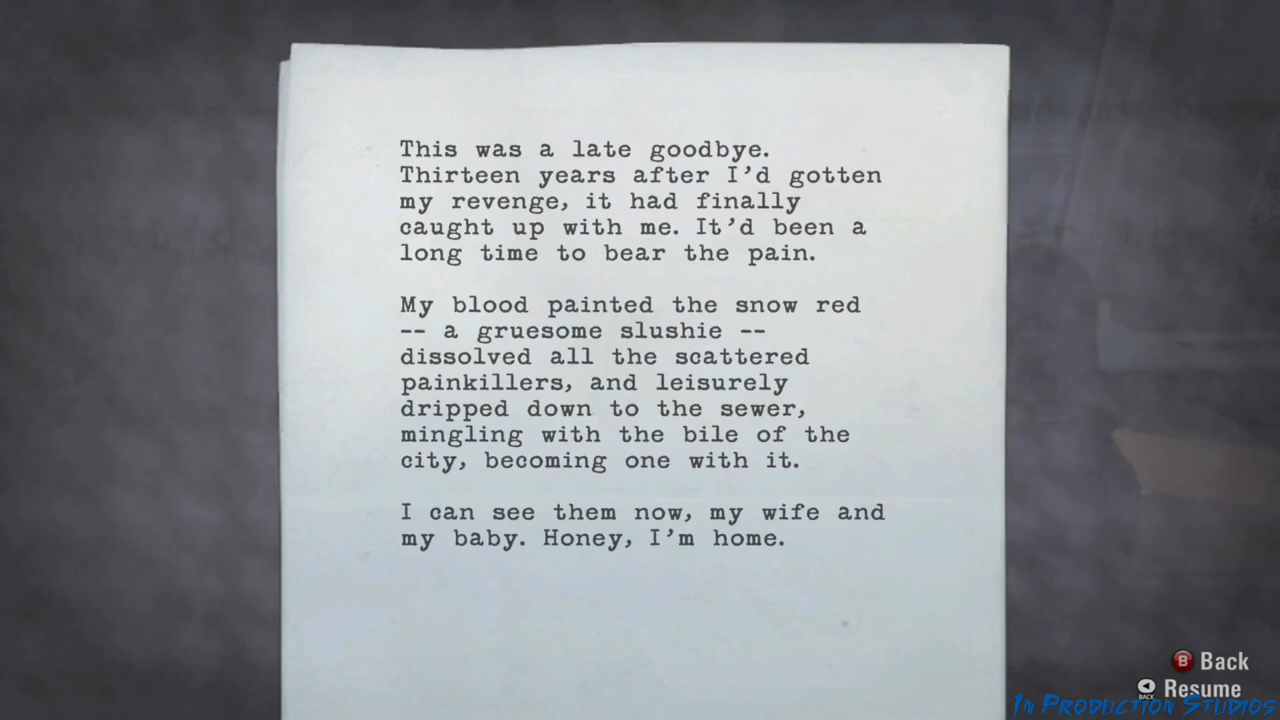 This was a late goodbye.
Thirteen years after I'd gotten
my revenge, it had finally
caught up with me. It'd been a
long time to bear the pain.
My blood painted the snow red
-- a gruesome slushie --
dissolved all the scattered
painkillers, and leisurely
dripped down to the sewer,
mingling with the bile of the
city, becoming one with it.
I can see them now, my wife and
my baby. Honey, I'm home.
B Back
BACK Resume
In Production Studios